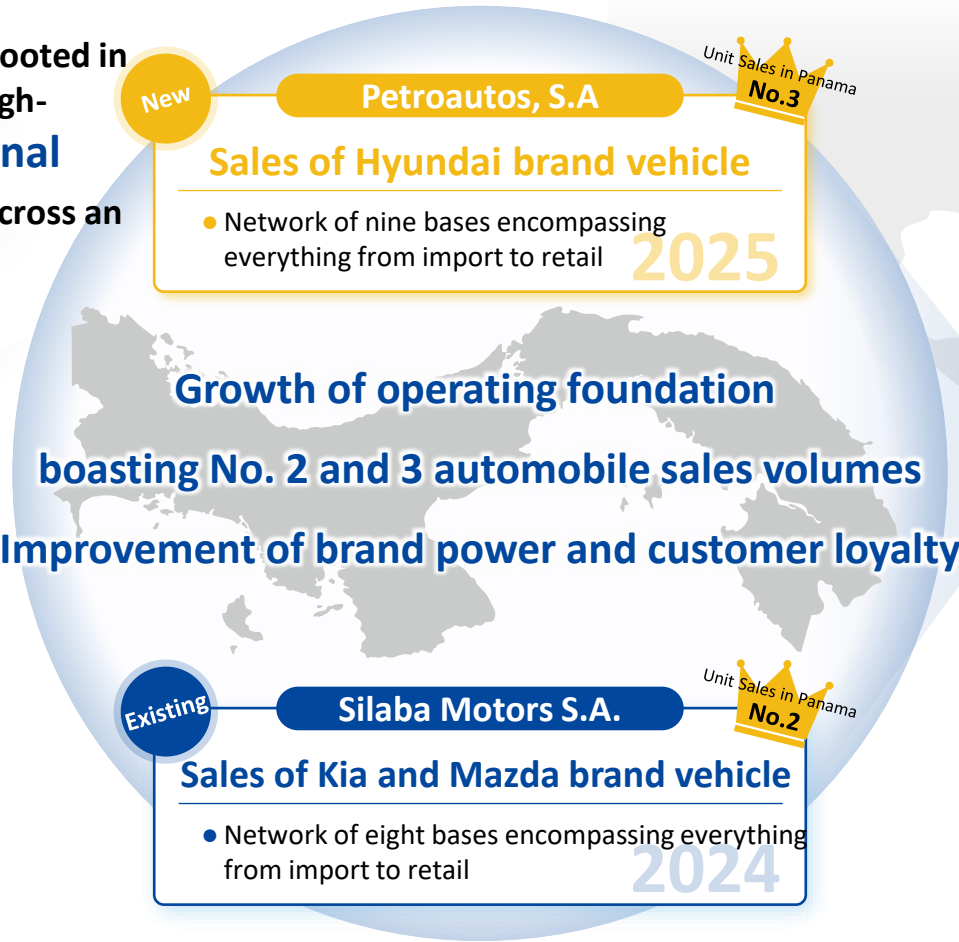 ooted in
gh-
nal
cross an
New
Petroautos, S.A
Unit Sales in Panama
No.3
Sales of Hyundai brand vehicle
● Network of nine bases encompassing
everything from import to retail
2025
Growth of operating foundation
boasting No. 2 and 3 automobile sales volumes
Improvement of brand power and customer loyalty
Existing
Silaba Motors S.A.
Unit Sales in Panama
No.2
Sales of Kia and Mazda brand vehicle
● Network of eight bases encompassing everything
from import to retail
2024